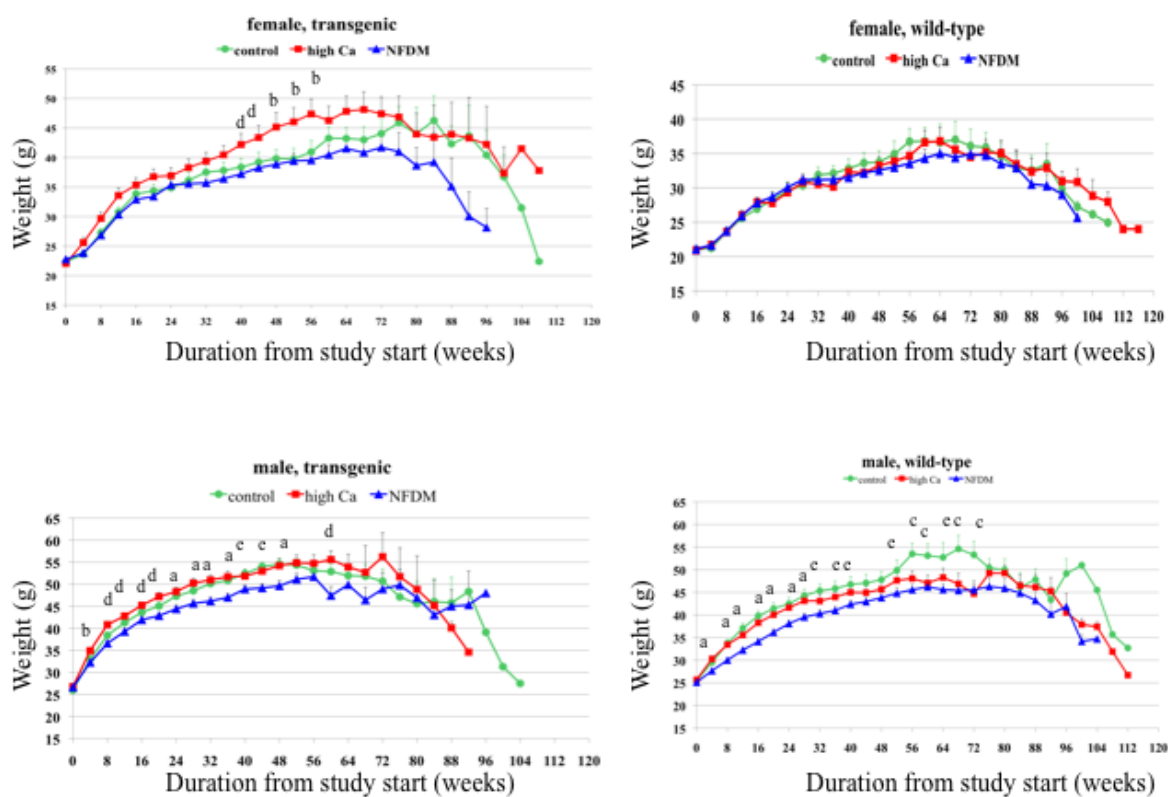 female, transgenic
control high Ca NFDM
55
50
45
40
35
30
25
20
15
d d b b b
0 8 16 24 32 40 48 56 64 72 80 88 96 104 112 120
Weight (g)
Duration from study start (weeks)
female, wild-type
control high Ca NFDM
45
40
35
30
25
20
15
0 8 16 24 32 40 48 56 64 72 80 88 96 104 112 120
Weight (g)
Duration from study start (weeks)
male, transgenic
control high Ca NFDM
65
60
55
50
45
40
35
30
25
20
15
b d d d d a a a a c c a d
0 8 16 24 32 40 48 56 64 72 80 88 96 104 112 120
Weight (g)
Duration from study start (weeks)
male, wild-type
control high Ca NFDM
65
60
55
50
45
40
35
30
25
20
15
a a a a a a a a c c c c c c c c c
0 8 16 24 32 40 48 56 64 72 80 88 96 104 112 120
Weight (g)
Duration from study start (weeks)